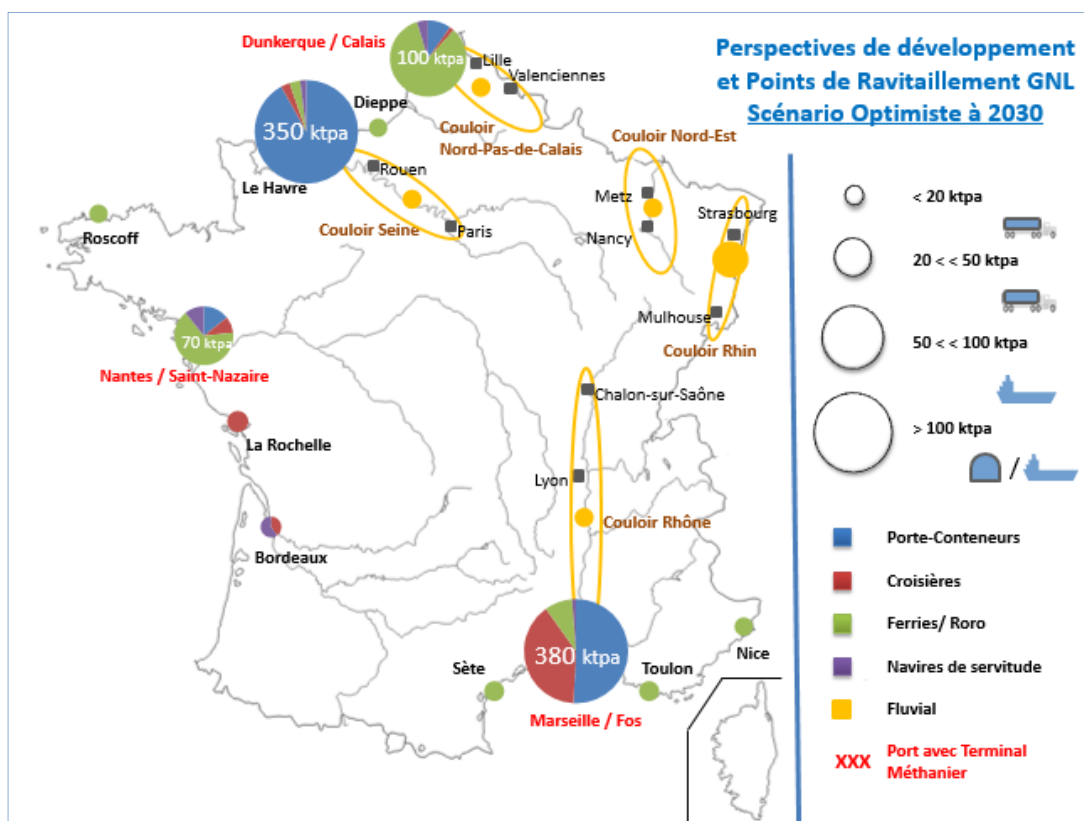 Perspectives de développement
et Points de Ravitaillement GNL
Scénario Optimiste à 2030
Dunkerque / Calais
100 ktpa
Lille
Valenciennes
Couloir
Nord-Pas-de-Calais
Dieppe
350 ktpa
Le Havre
Rouen
Couloir Seine
Paris
Couloir Nord-Est
Metz
Nancy
Strasbourg
Mulhouse
Couloir Rhin
Roscoff
70 ktpa
Nantes / Saint-Nazaire
La Rochelle
Bordeaux
Chalon-sur-Saône
Lyon
Couloir Rhône
380 ktpa
Marseille / Fos
Sète
Toulon
Nice
< 20 ktpa
20 < < 50 ktpa
50 < < 100 ktpa
> 100 ktpa
/
Porte-Conteneurs
Croisières
Ferries/ Roro
Navires de servitude
Fluvial
XXX Port avec Terminal
Méthanier